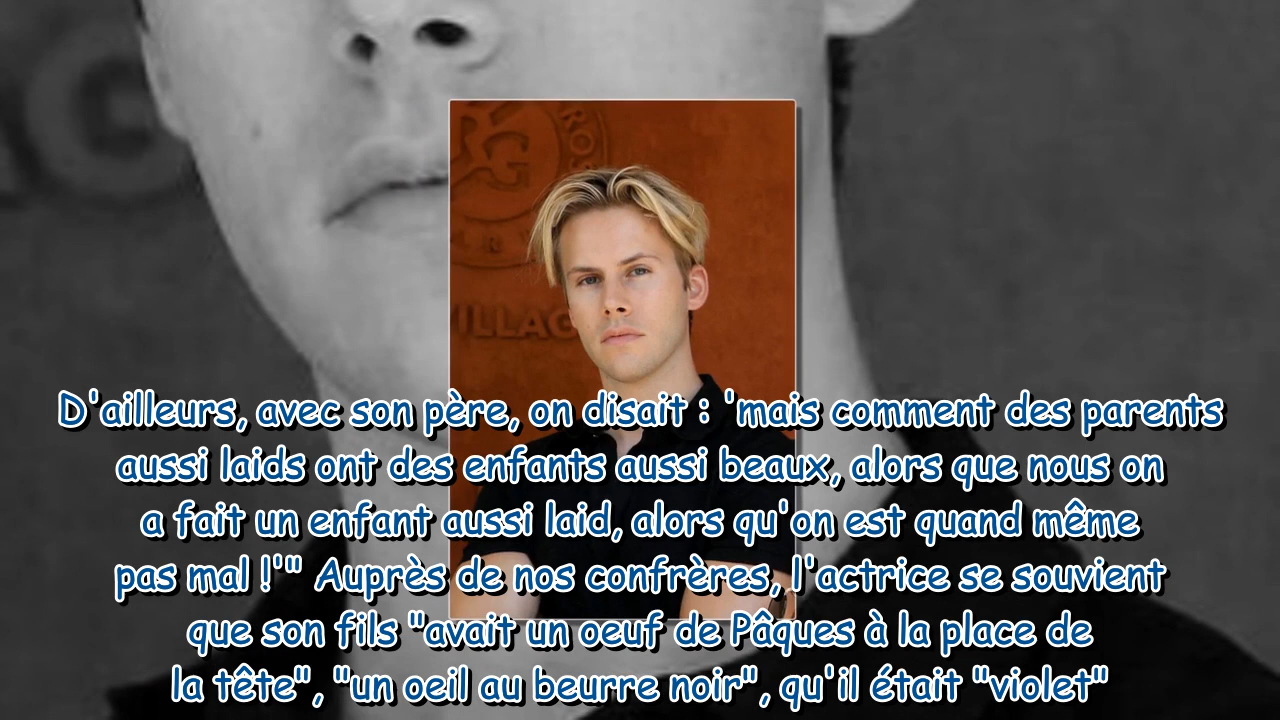 ROS
G
ILLAG
AG
D'ailleurs, avec son père, on disait : 'mais comment des parents
aussi laids ont des enfants aussi beaux, alors que nous on
a fait un enfant aussi laid, alors qu'on est quand même
pas mal !'" Auprès de nos confrères, l'actrice se souvient
que son fils "avait un oeuf de Pâques à la place de
la tête", "un oeil au beurre noir", qu'il était "violet"